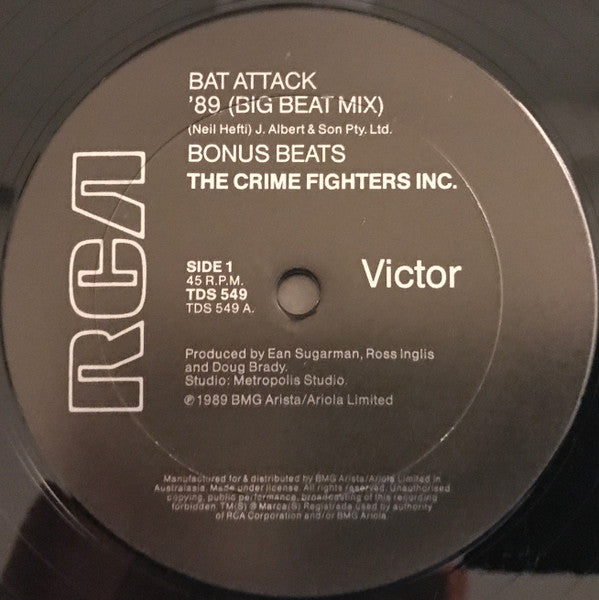 BAT ATTACK
'89 (BIG BEAT MIX)
(Neil Hefti) J. Albert & Son Pty. Ltd.
BONUS BEATS
THE CRIME FIGHTERS INC.
RCA
SIDE 1
45 R.P.M.
TDS 549
TDS 549 A.
Victor
Produced by Ean Sugarman, Ross Inglis
and Doug Brady.
Studio: Metropolis Studio.
℗ 1989 BMG Arista/Ariola Limited
Manufactured for & distributed by BMG Arista/Ariola Limited in
Australasia. Made under license. All rights reserved. Unauthorised
copying, public performance, broadcasting of this recording
forbidden. TM(S) ® Marca(S) Registrada used by authority
of RCA Corporation and/or BMG Ariola.